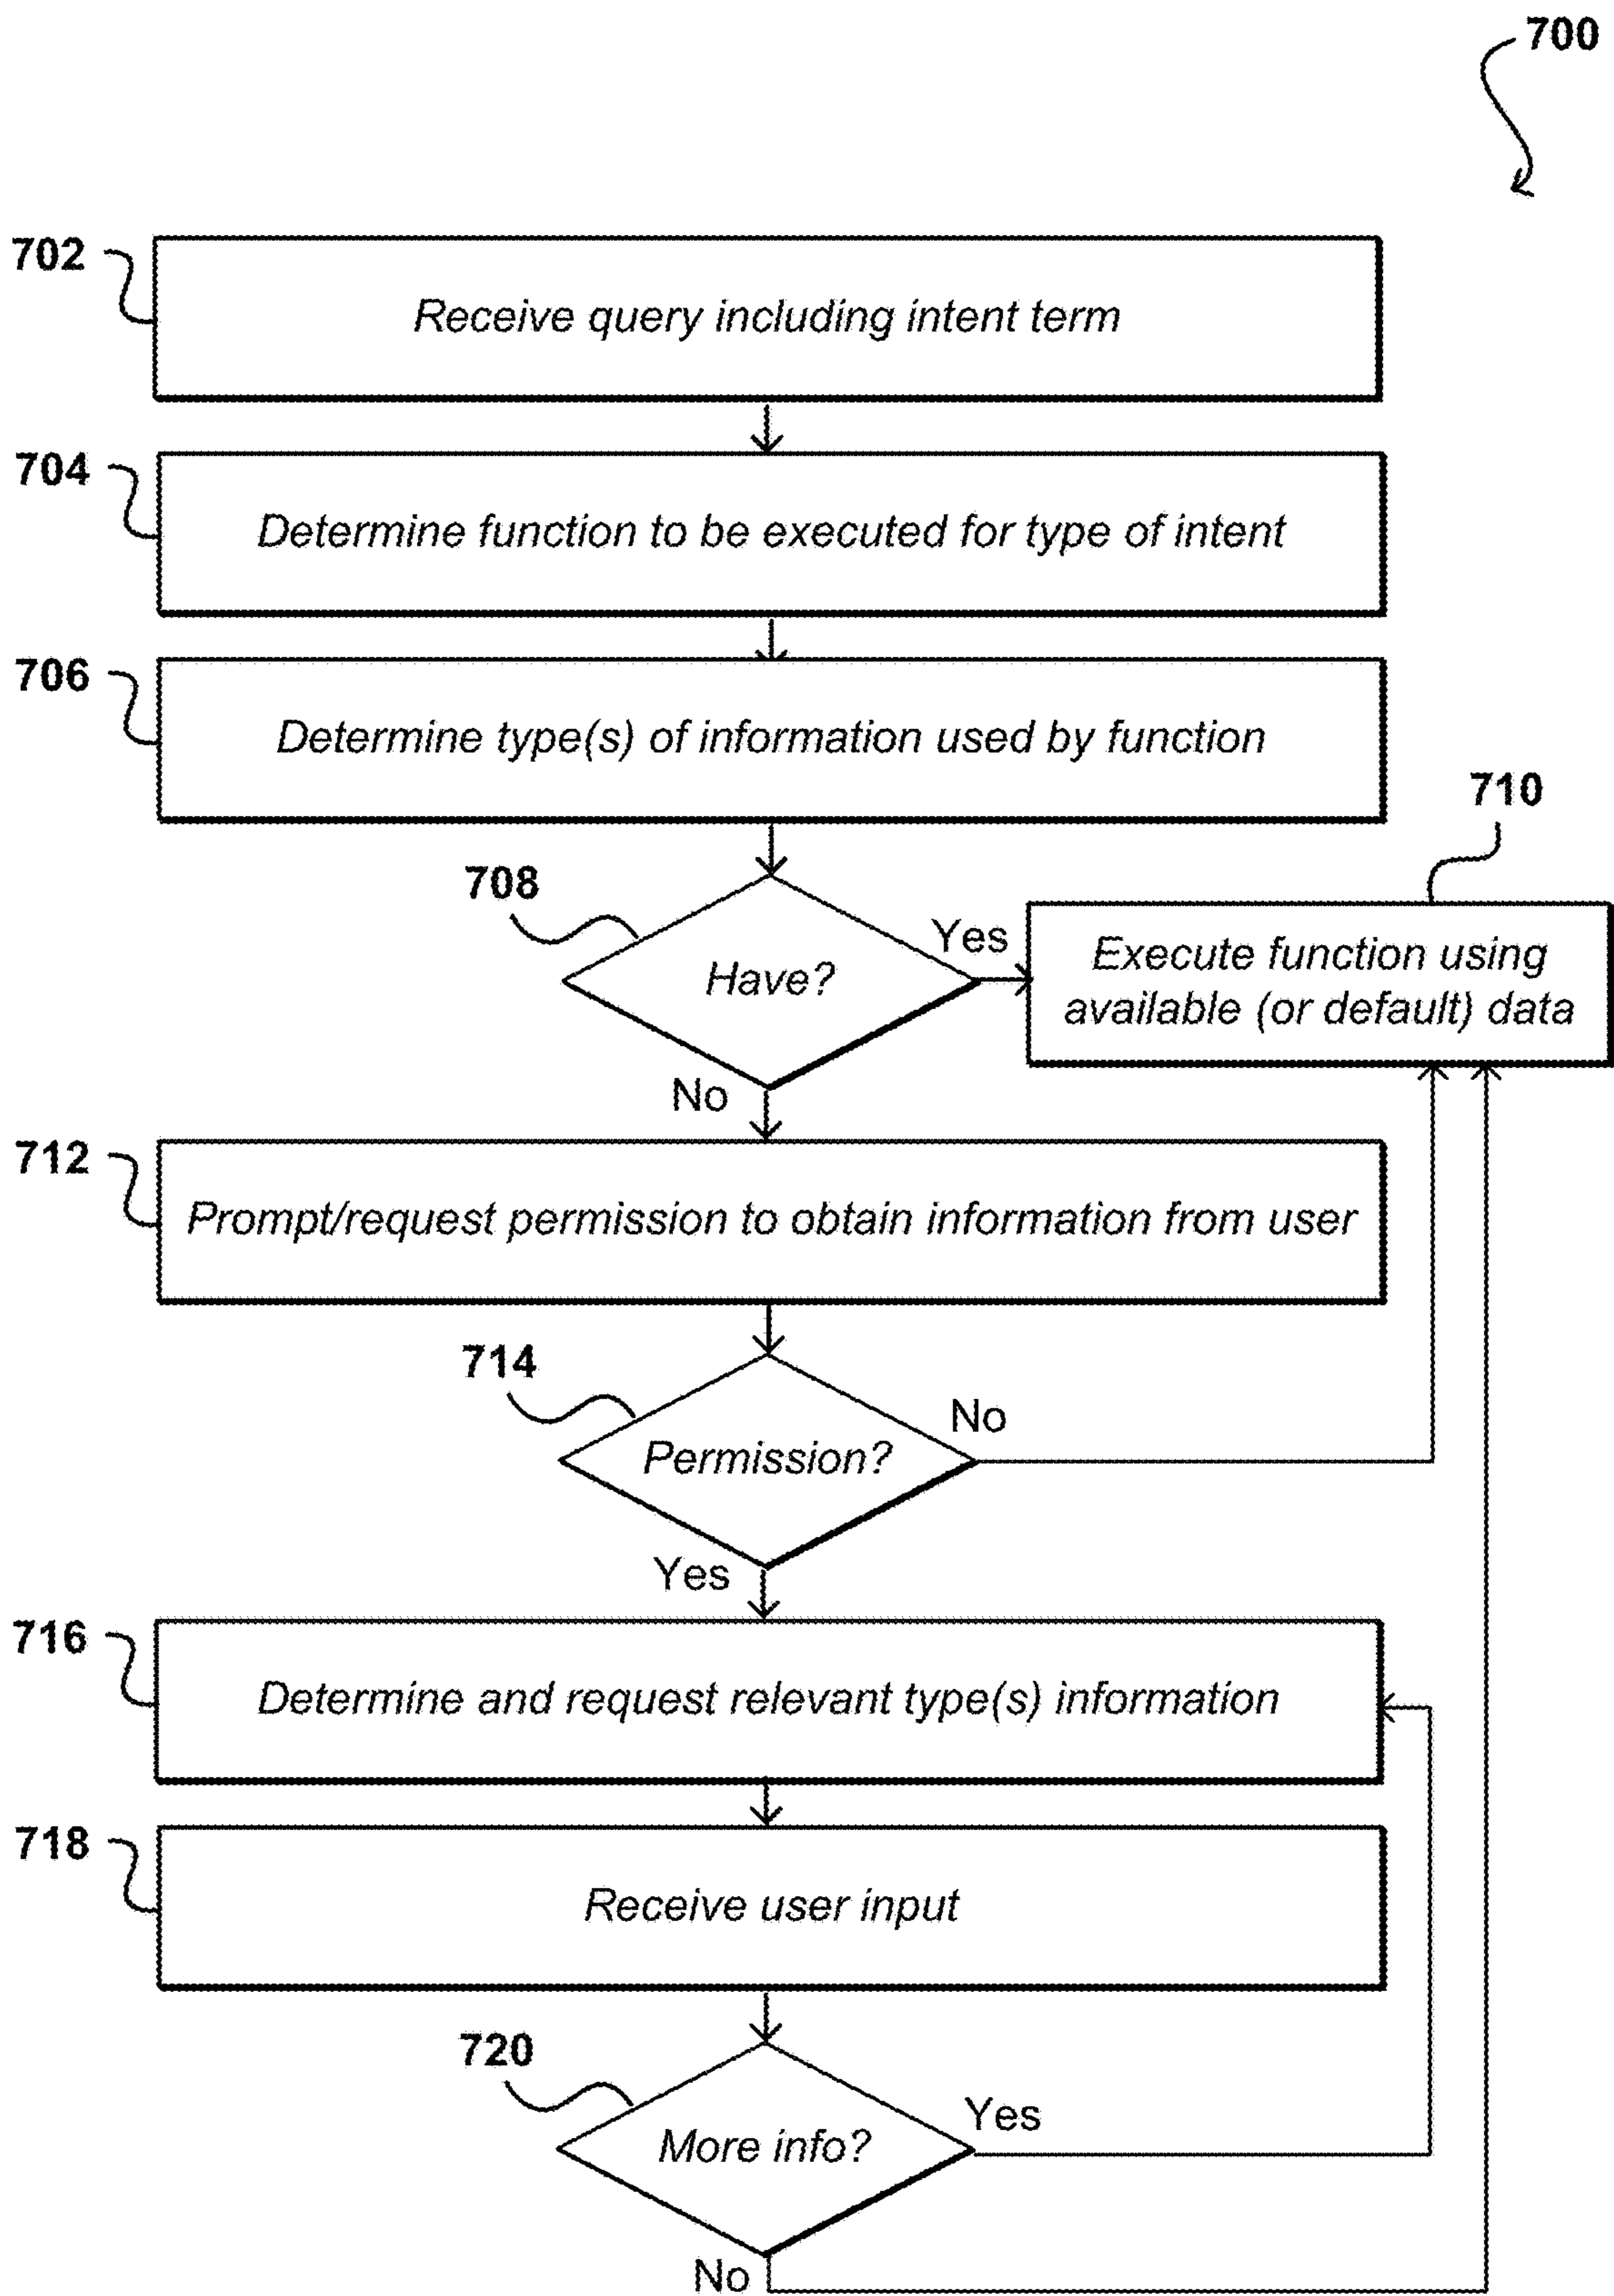 700
702
Receive query including intent term
704
Determine function to be executed for type of intent
706
Determine type(s) of information used by function
710
708
Yes
Have?
Execute function using
available (or default) data
No
712
Prompt/request permission to obtain information from user
714
No
Permission?
Yes
716
Determine and request relevant type(s) information
718
Receive user input
720
Yes
More info?
No